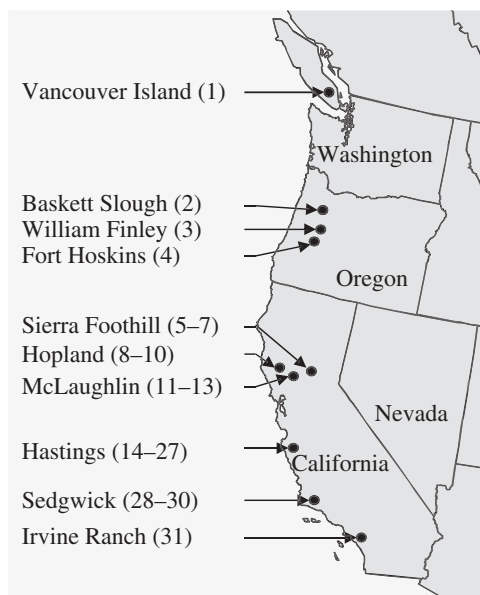 Vancouver Island (1)
Washington
Baskett Slough (2)
William Finley (3)
Fort Hoskins (4)
Oregon
Sierra Foothill (5–7)
Hopland (8–10)
McLaughlin (11–13)
Nevada
Hastings (14–27)
California
Sedgwick (28–30)
Irvine Ranch (31)